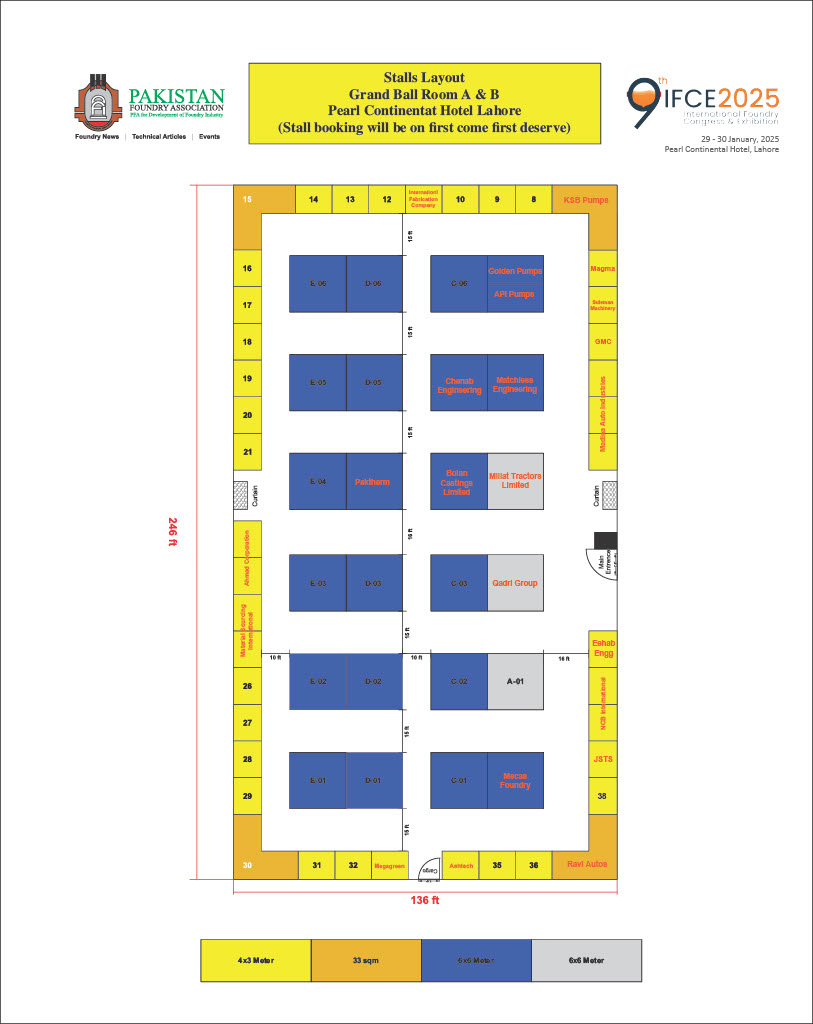 PAKISTAN
FOUNDRY ASSOCIATION
PFA for Development of Foundry Industry
Foundry News | Technical Articles | Events
Stalls Layout
Grand Ball Room A & B
Pearl Continentat Hotel Lahore
(Stall booking will be on first come first deserve)
9th IFCE2025
International Foundry
Congress & Exhibition
29 - 30 January, 2025
Pearl Continental Hotel, Lahore
15
14
13
12
Internationl
Fabrication
Company
10
9
8
KSB Pumps
15 ft
16
E-06
D-06
C-06
Golden Pumps
API Pumps
Magma
17
Suleman
Machinery
15 ft
18
GMC
19
E-05
D-05
Chenab
Engineering
Matchless
Engineering
Madina Auto Industries
20
15 ft
21
E-04
Paktherm
Bolan
Castings
Limited
Millat Tractors
Limited
Curtain
Curtain
246 ft
16 ft
Main
Entrance
Ahmad Corporation
E-03
D-03
C-03
Qadri Group
Material Sourcing
International
15 ft
Eahab
Engg
10 ft
10 ft
16 ft
26
E-02
D-02
C-02
A-01
NCB International
27
15 ft
28
JSTS
E-01
D-01
C-01
Mecas
Foundry
29
38
15 ft
30
31
32
Megagreen
Cargo
Ashtech
35
36
Ravi Autos
136 ft
4x3 Meter
33 sqm
6x6 Meter
6x6 Meter